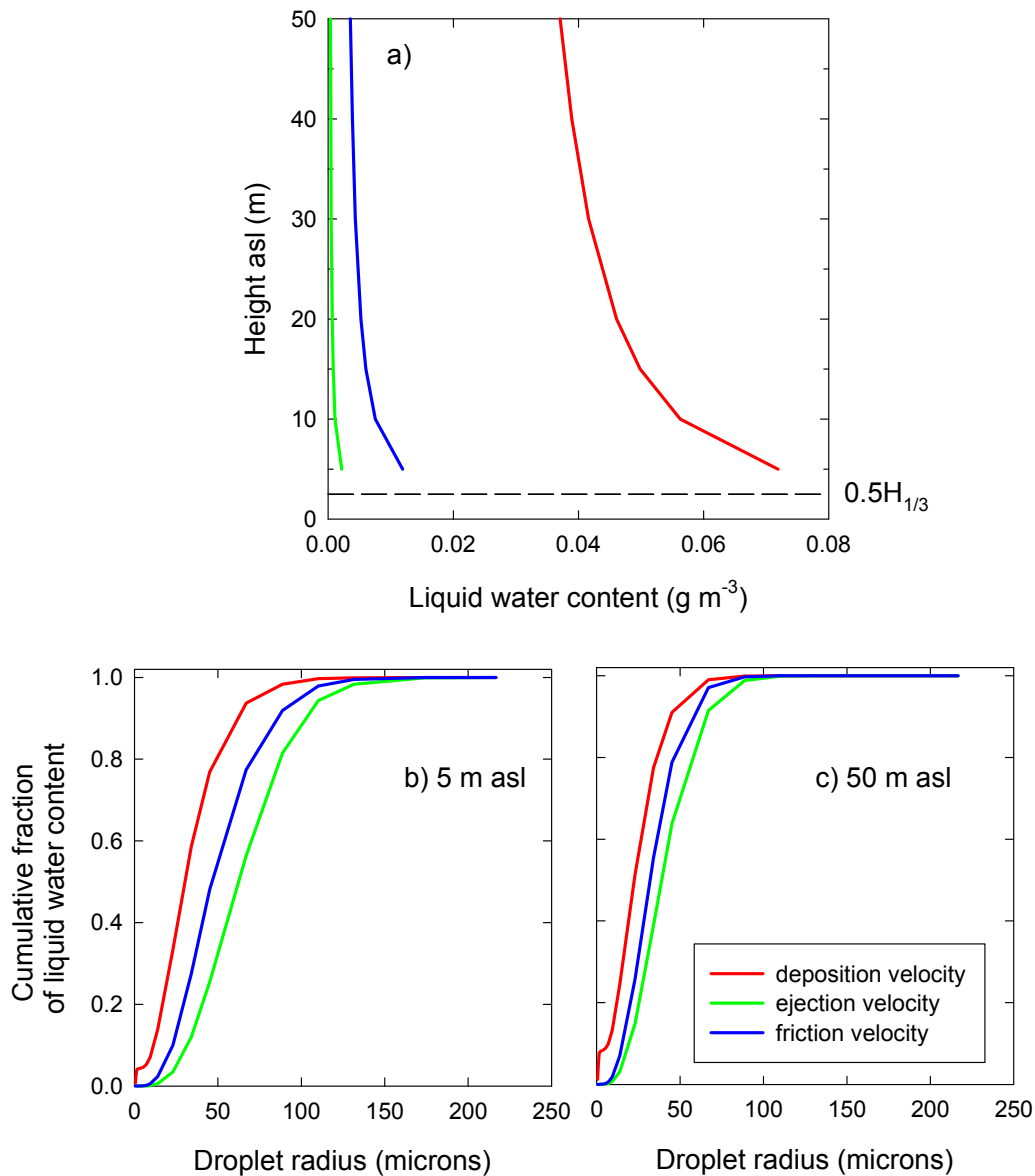 50
40
30
20
10
0
Height asl (m)
a)
0.5H1/3
0.00
0.02
0.04
0.06
0.08
Liquid water content (g m-3)
1.0
0.8
0.6
0.4
0.2
0.0
Cumulative fraction
of liquid water content
b) 5 m asl
0
50
100
150
200
250
Droplet radius (microns)
c) 50 m asl
deposition velocity
ejection velocity
friction velocity
0
50
100
150
200
250
Droplet radius (microns)